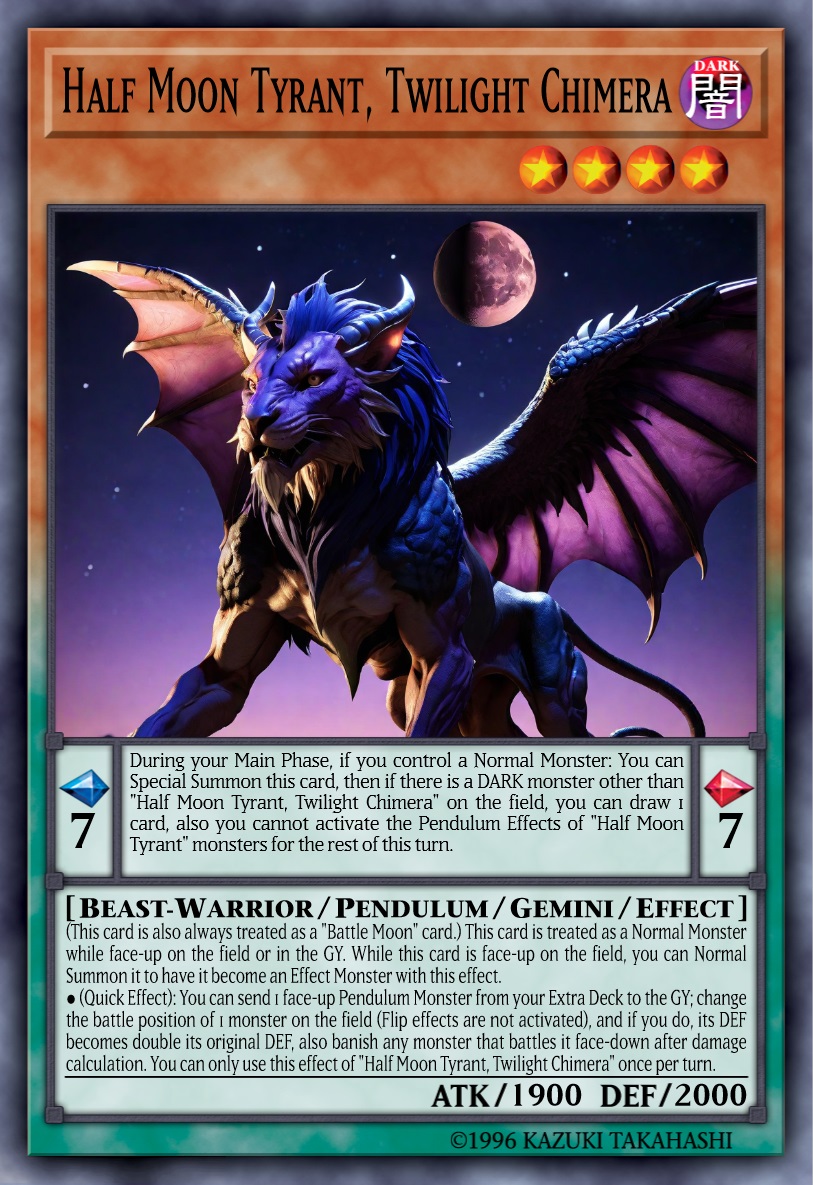 Half Moon Tyrant, Twilight Chimera
DARK
闇
During your Main Phase, if you control a Normal Monster: You can
Special Summon this card, then if there is a DARK monster other than
"Half Moon Tyrant, Twilight Chimera" on the field, you can draw 1
card, also you cannot activate the Pendulum Effects of "Half Moon
Tyrant" monsters for the rest of this turn.
7
7
[ Beast-Warrior / Pendulum / Gemini / Effect ]
(This card is also always treated as a "Battle Moon" card.) This card is treated as a Normal Monster
while face-up on the field or in the GY. While this card is face-up on the field, you can Normal
Summon it to have it become an Effect Monster with this effect.
● (Quick Effect): You can send 1 face-up Pendulum Monster from your Extra Deck to the GY; change
the battle position of 1 monster on the field (Flip effects are not activated), and if you do, its DEF
becomes double its original DEF, also banish any monster that battles it face-down after damage
calculation. You can only use this effect of "Half Moon Tyrant, Twilight Chimera" once per turn.
ATK/1900 DEF/2000
©1996 KAZUKI TAKAHASHI